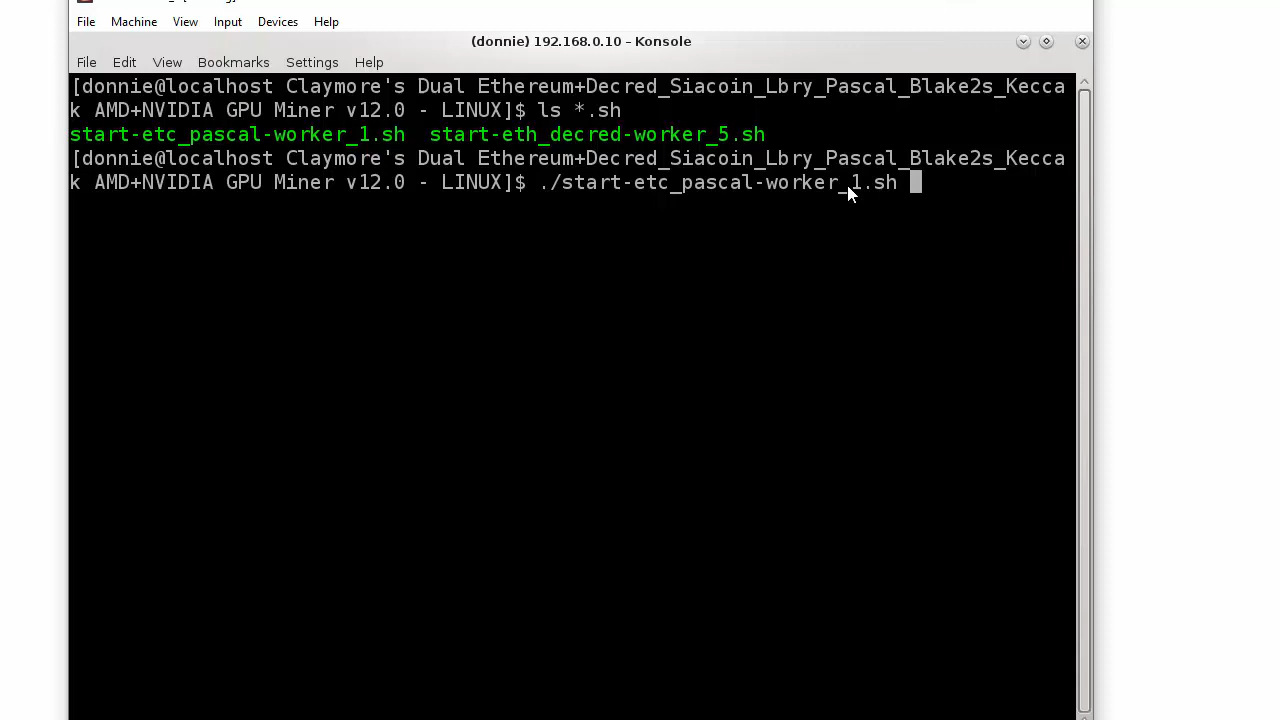 File Machine View Input Devices Help
(donnie) 192.168.0.10 – Konsole
File Edit View Bookmarks Settings Help
[donnie@localhost Claymore's Dual Ethereum+Decred_Siacoin_Lbry_Pascal_Blake2s_Kecca
k AMD+NVIDIA GPU Miner v12.0 - LINUX]$ ls *.sh
start-etc_pascal-worker_1.sh start-eth_decred-worker_5.sh
[donnie@localhost Claymore's Dual Ethereum+Decred_Siacoin_Lbry_Pascal_Blake2s_Kecca
k AMD+NVIDIA GPU Miner v12.0 - LINUX]$ ./start-etc_pascal-worker_1.sh